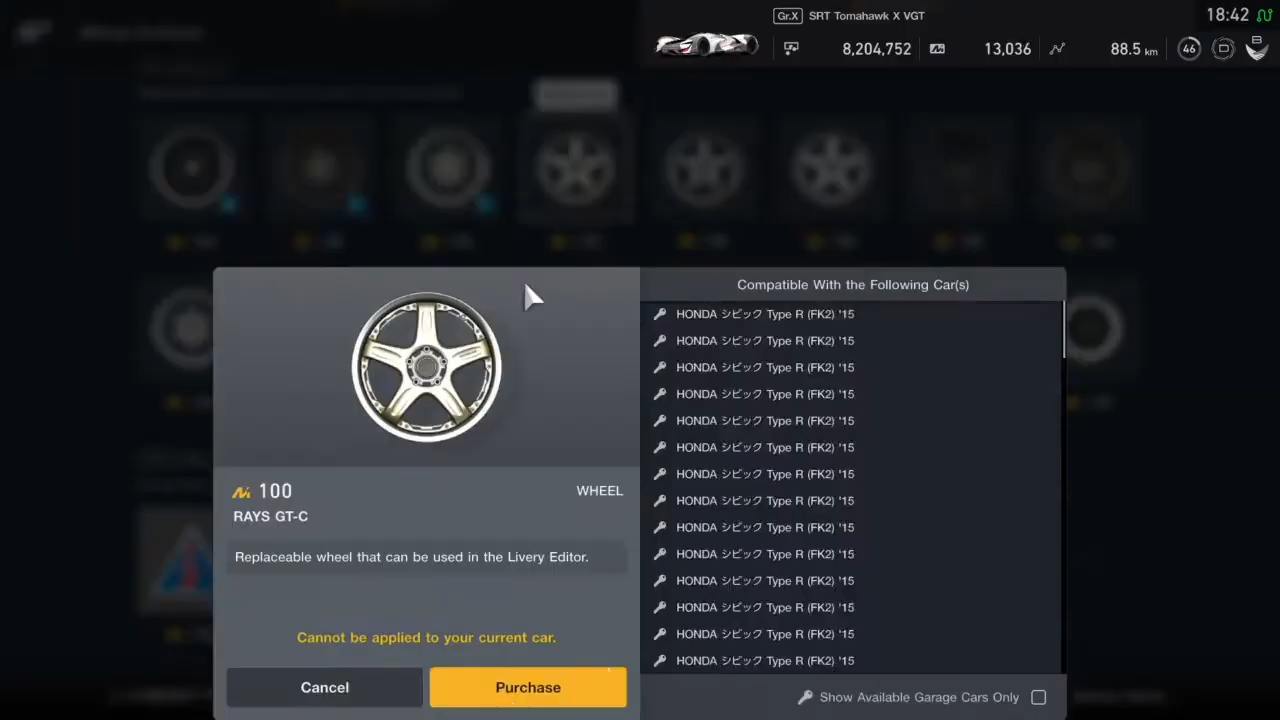 Gr.X SRT Tomahawk X VGT
18:42
8,204,752
13,036
88.5 km
46
Compatible With the Following Car(s)
HONDA シビック Type R (FK2) '15
HONDA シビック Type R (FK2) '15
HONDA シビック Type R (FK2) '15
HONDA シビック Type R (FK2) '15
HONDA シビック Type R (FK2) '15
HONDA シビック Type R (FK2) '15
HONDA シビック Type R (FK2) '15
HONDA シビック Type R (FK2) '15
HONDA シビック Type R (FK2) '15
HONDA シビック Type R (FK2) '15
HONDA シビック Type R (FK2) '15
HONDA シビック Type R (FK2) '15
HONDA シビック Type R (FK2) '15
HONDA シビック Type R (FK2) '15
Show Available Garage Cars Only
100
WHEEL
RAYS GT-C
Replaceable wheel that can be used in the Livery Editor.
Cannot be applied to your current car.
Cancel
Purchase